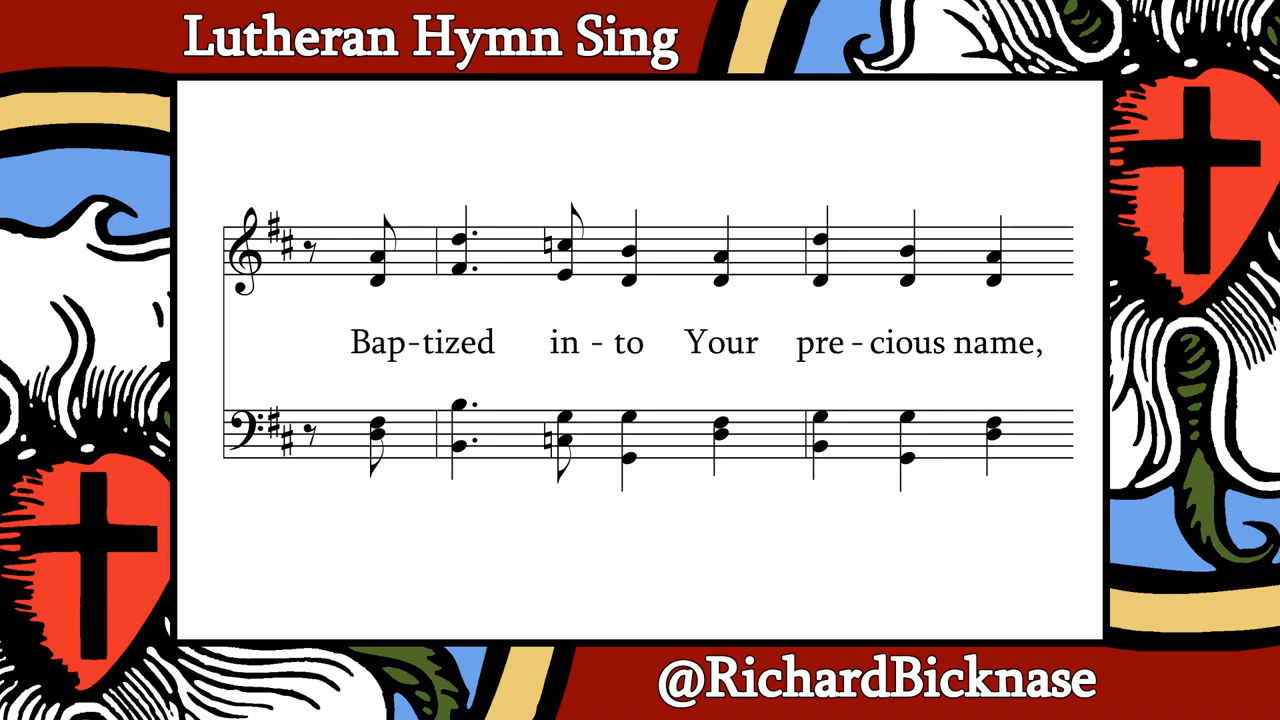 Lutheran Hymn Sing
Bap-tized in - to Your pre - cious name,
@RichardBicknase